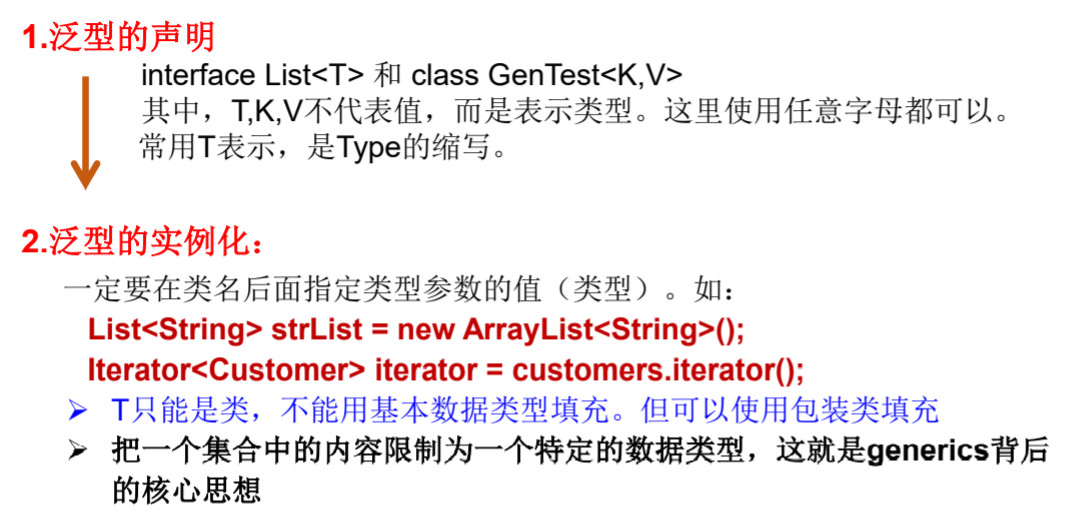 1.泛型的声明
interface List<T> 和 class GenTest<K,V>
其中，T,K,V不代表值，而是表示类型。这里使用任意字母都可以。
常用T表示，是Type的缩写。
2.泛型的实例化：
一定要在类名后面指定类型参数的值（类型）。如：
List<String> strList = new ArrayList<String>();
Iterator<Customer> iterator = customers.iterator();
➢ T只能是类，不能用基本数据类型填充。但可以使用包装类填充
➢ 把一个集合中的内容限制为一个特定的数据类型，这就是generics背后
的核心思想